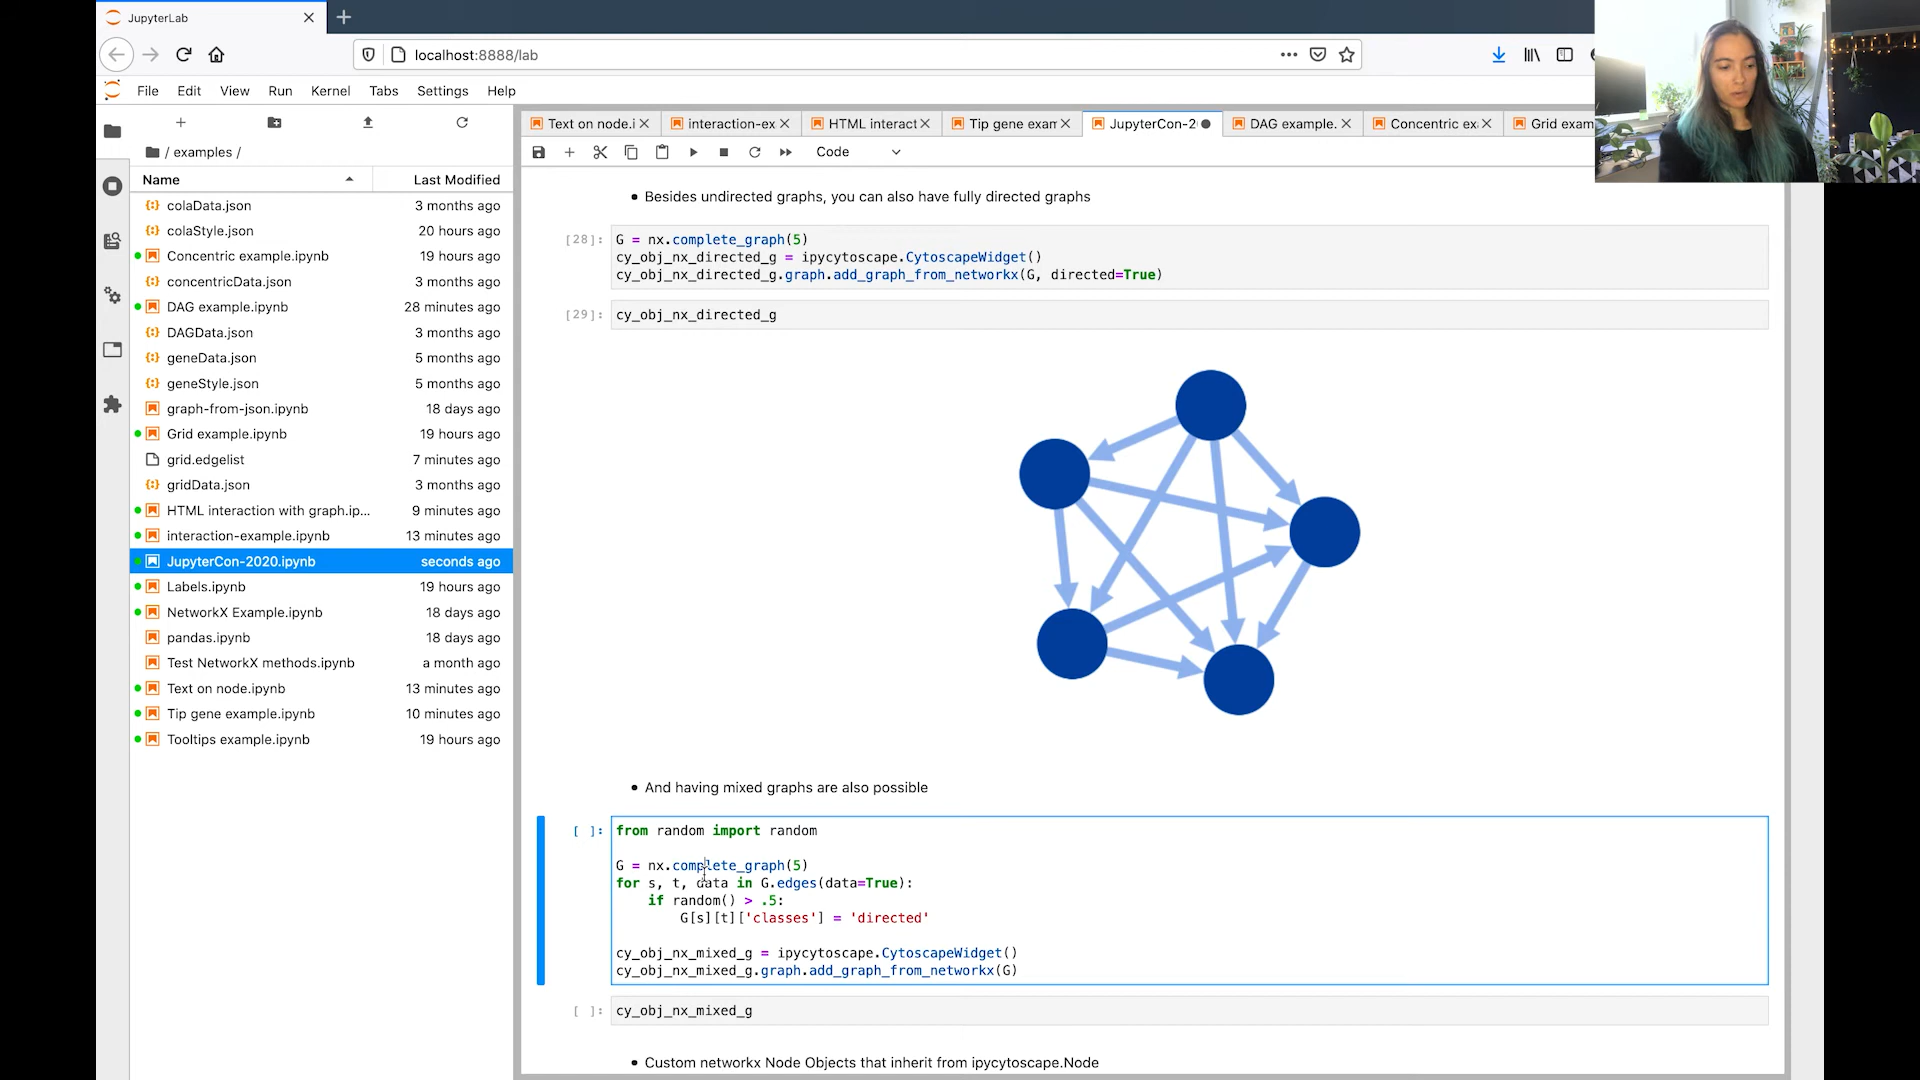 JupyterLab
localhost:8888/lab
File Edit View Run Kernel Tabs Settings Help
/ examples /
Name Last Modified
colaData.json 3 months ago
colaStyle.json 20 hours ago
Concentric example.ipynb 19 hours ago
concentricData.json 3 months ago
DAG example.ipynb 28 minutes ago
DAGData.json 3 months ago
geneData.json 5 months ago
geneStyle.json 5 months ago
graph-from-json.ipynb 18 days ago
Grid example.ipynb 19 hours ago
grid.edgelist 7 minutes ago
gridData.json 3 months ago
HTML interaction with graph.ip... 9 minutes ago
interaction-example.ipynb 13 minutes ago
JupyterCon-2020.ipynb seconds ago
Labels.ipynb 19 hours ago
NetworkX Example.ipynb 18 days ago
pandas.ipynb 18 days ago
Test NetworkX methods.ipynb a month ago
Text on node.ipynb 13 minutes ago
Tip gene example.ipynb 10 minutes ago
Tooltips example.ipynb 19 hours ago
Text on node.i interaction-ex HTML interact Tip gene exam JupyterCon-2 DAG example. Concentric ex Grid exam
Code
• Besides undirected graphs, you can also have fully directed graphs
[28]: G = nx.complete_graph(5)
cy_obj_nx_directed_g = ipycytoscape.CytoscapeWidget()
cy_obj_nx_directed_g.graph.add_graph_from_networkx(G, directed=True)
[29]: cy_obj_nx_directed_g
• And having mixed graphs are also possible
[ ]: from random import random
G = nx.complete_graph(5)
for s, t, data in G.edges(data=True):
if random() > .5:
G[s][t]['classes'] = 'directed'
cy_obj_nx_mixed_g = ipycytoscape.CytoscapeWidget()
cy_obj_nx_mixed_g.graph.add_graph_from_networkx(G)
[ ]: cy_obj_nx_mixed_g
• Custom networkx Node Objects that inherit from ipycytoscape.Node